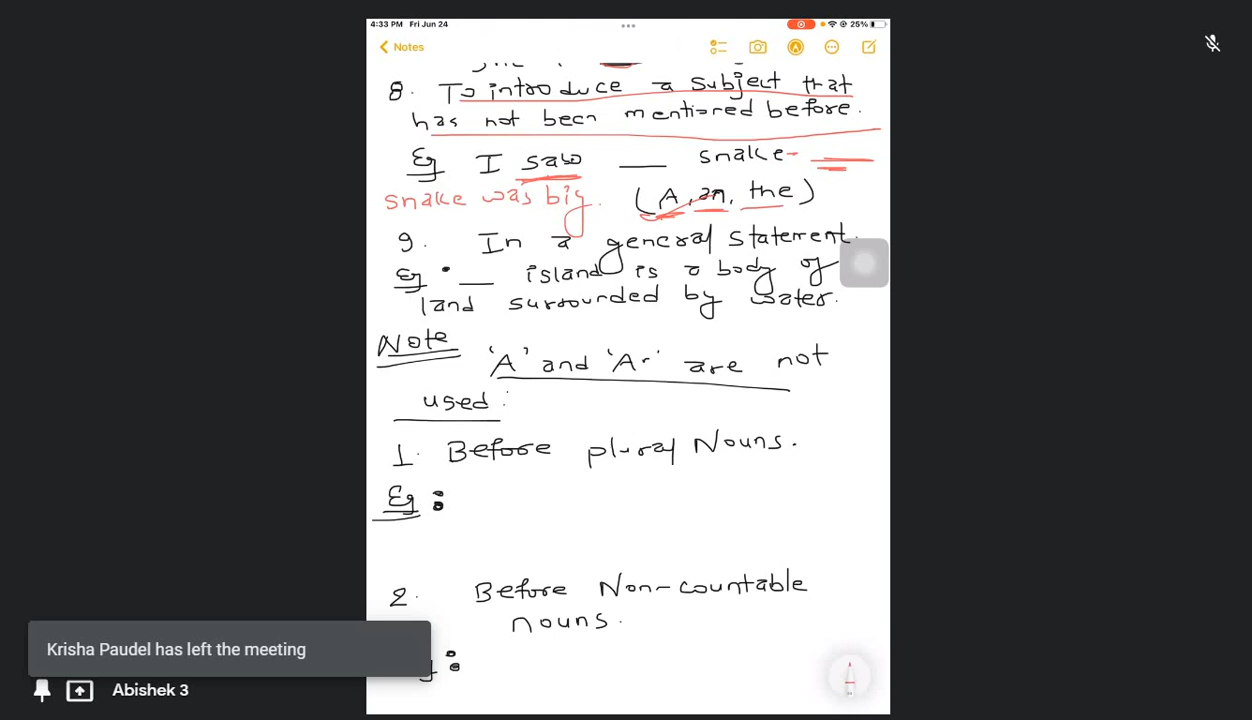 4:33 PM Fri Jun 24
25%
Notes
8. To introduce a subject that
has not been mentioned before.
Eg I saw ___ snake- ___
snake was big. (A, an, the)
9. In a general statement.
Eg • ___ island is a body of
land surrounded by water.
Note 'A' and 'An' are not
used:
1. Before plural Nouns.
Eg:
2. Before Non-countable
nouns.
:
Krisha Paudel has left the meeting
Abishek 3